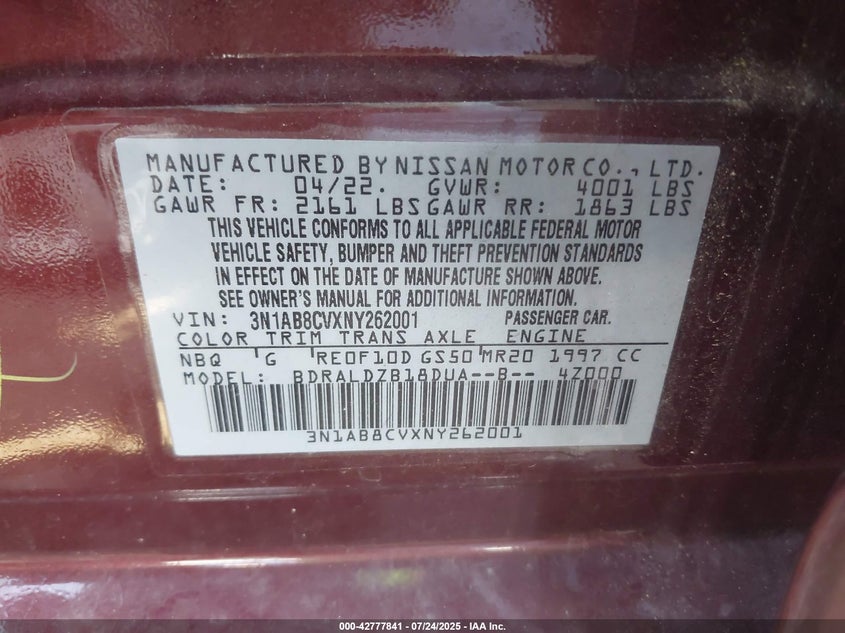 MANUFACTURED BY NISSAN MOTOR CO., LTD.
DATE: 04/22. GVWR: 4001 LBS
GAWR FR: 2161 LBS GAWR RR: 1863 LBS
THIS VEHICLE CONFORMS TO ALL APPLICABLE FEDERAL MOTOR
VEHICLE SAFETY, BUMPER AND THEFT PREVENTION STANDARDS
IN EFFECT ON THE DATE OF MANUFACTURE SHOWN ABOVE.
SEE OWNER'S MANUAL FOR ADDITIONAL INFORMATION.
VIN: 3N1AB8CVXNY262001 PASSENGER CAR.
COLOR TRIM TRANS AXLE ENGINE
NBQ 'G 'RE0F10D GS50'MR20 1997 CC
MODEL: BDRALDZB18DUA--B-- 4Z000
3N1AB8CVXNY262001
000-42777841 | 07/24/2025 - IAA Inc.